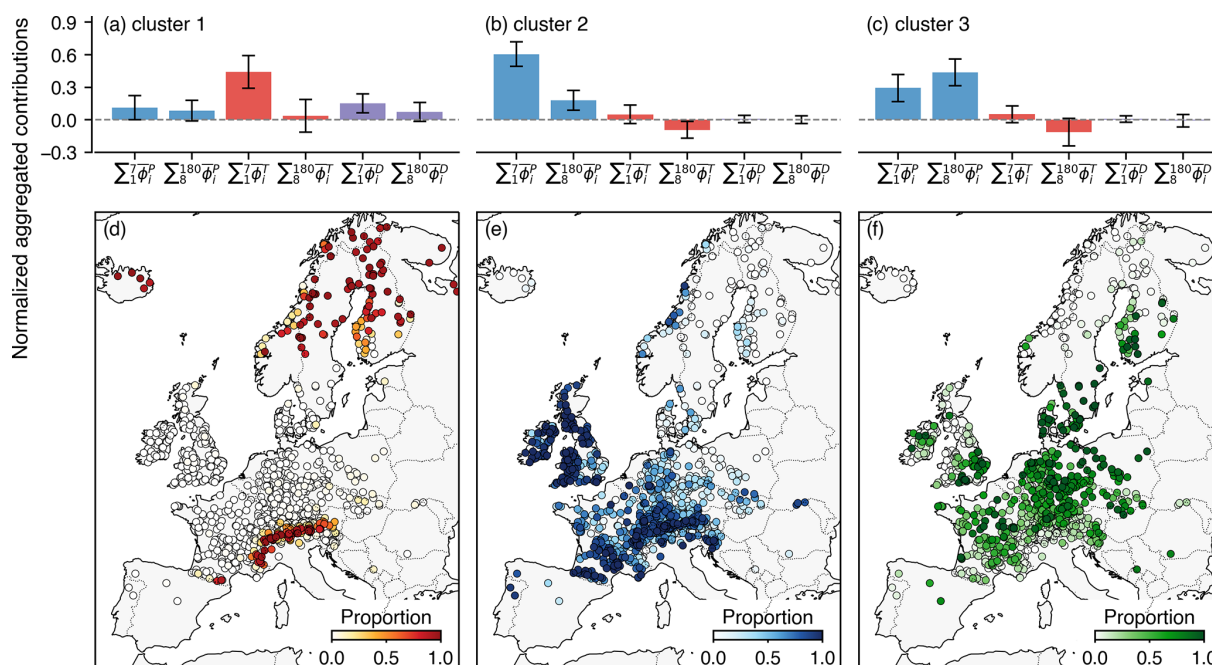 Normalized aggregated contributions
0.9
0.6
0.3
0.0
−0.3
(a) cluster 1
∑₁⁷ϕ̅ᵢᴾ ∑₈¹⁸⁰ϕ̅ᵢᴾ ∑₁⁷ϕ̅ᵢᵀ ∑₈¹⁸⁰ϕ̅ᵢᵀ ∑₁⁷ϕ̅ᵢᴰ ∑₈¹⁸⁰ϕ̅ᵢᴰ
(b) cluster 2
∑₁⁷ϕ̅ᵢᴾ ∑₈¹⁸⁰ϕ̅ᵢᴾ ∑₁⁷ϕ̅ᵢᵀ ∑₈¹⁸⁰ϕ̅ᵢᵀ ∑₁⁷ϕ̅ᵢᴰ ∑₈¹⁸⁰ϕ̅ᵢᴰ
(c) cluster 3
∑₁⁷ϕ̅ᵢᴾ ∑₈¹⁸⁰ϕ̅ᵢᴾ ∑₁⁷ϕ̅ᵢᵀ ∑₈¹⁸⁰ϕ̅ᵢᵀ ∑₁⁷ϕ̅ᵢᴰ ∑₈¹⁸⁰ϕ̅ᵢᴰ
(d)
Proportion
0.0 0.5 1.0
(e)
Proportion
0.0 0.5 1.0
(f)
Proportion
0.0 0.5 1.0